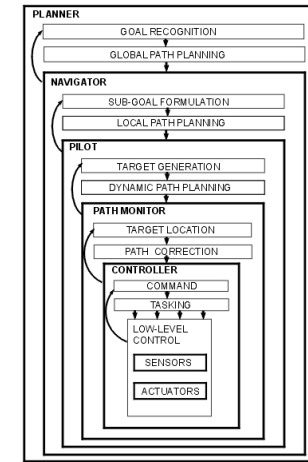 PLANNER
GOAL RECOGNITION
GLOBAL PATH PLANNING
NAVIGATOR
SUB-GOAL FORMULATION
LOCAL PATH PLANNING
PILOT
TARGET GENERATION
DYNAMIC PATH PLANNING
PATH MONITOR
TARGET LOCATION
PATH CORRECTION
CONTROLLER
COMMAND
TASKING
LOW-LEVEL
CONTROL
SENSORS
ACTUATORS